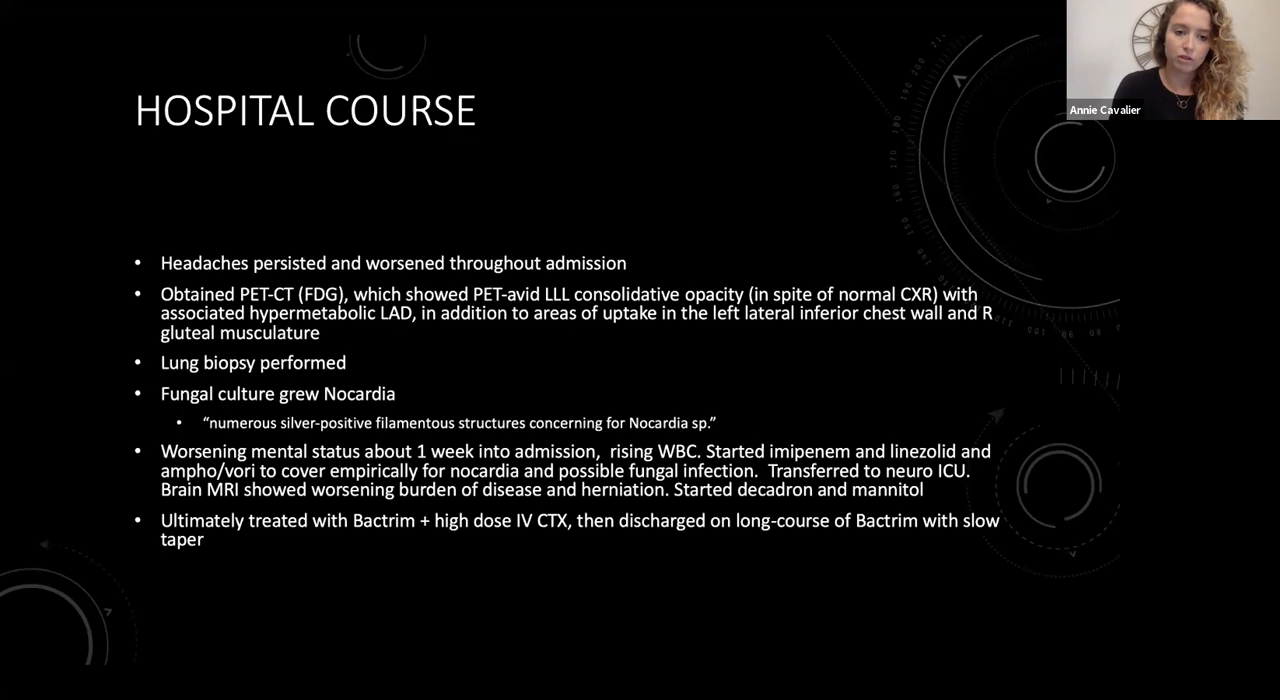 Annie Cavalier
HOSPITAL COURSE
• Headaches persisted and worsened throughout admission
• Obtained PET-CT (FDG), which showed PET-avid LLL consolidative opacity (in spite of normal CXR) with
associated hypermetabolic LAD, in addition to areas of uptake in the left lateral inferior chest wall and R
gluteal musculature
• Lung biopsy performed
• Fungal culture grew Nocardia
• “numerous silver-positive filamentous structures concerning for Nocardia sp.”
• Worsening mental status about 1 week into admission,  rising WBC. Started imipenem and linezolid and
ampho/vori to cover empirically for nocardia and possible fungal infection.  Transferred to neuro ICU.
Brain MRI showed worsening burden of disease and herniation. Started decadron and mannitol
• Ultimately treated with Bactrim + high dose IV CTX, then discharged on long-course of Bactrim with slow
taper